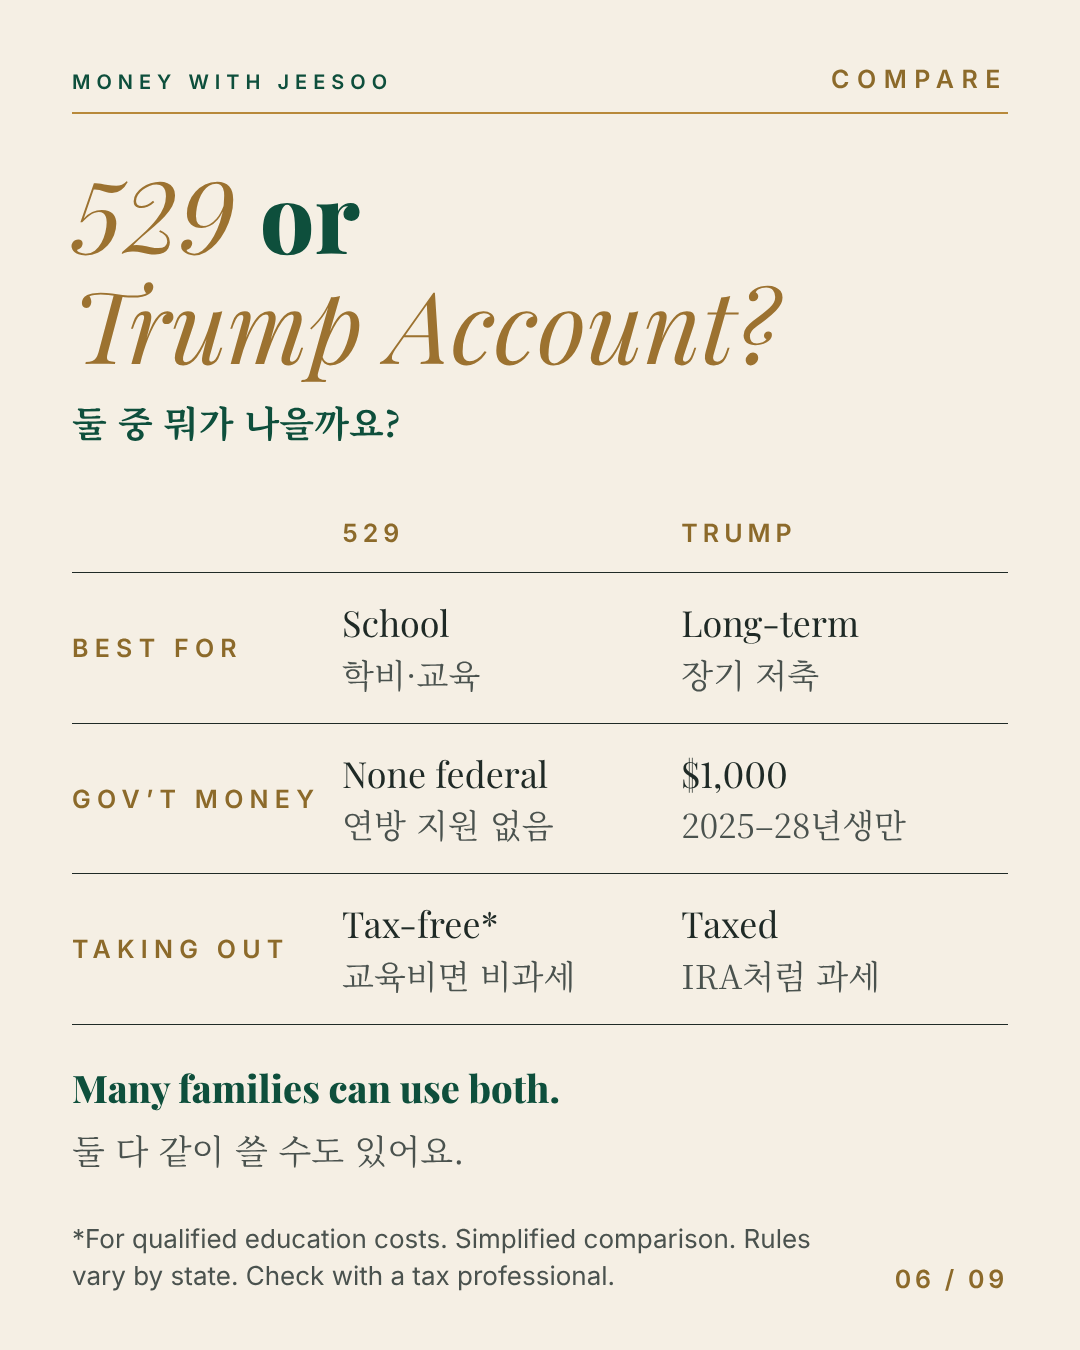 MONEY WITH JEESOO
COMPARE
529 or
Trump Account?
둘 중 뭐가 나을까요?
529
TRUMP
BEST FOR
School
학비·교육
Long-term
장기 저축
GOV’T MONEY
None federal
연방 지원 없음
$1,000
2025–28년생만
TAKING OUT
Tax-free*
교육비면 비과세
Taxed
IRA처럼 과세
Many families can use both.
둘 다 같이 쓸 수도 있어요.
*For qualified education costs. Simplified comparison. Rules
vary by state. Check with a tax professional.
06 / 09